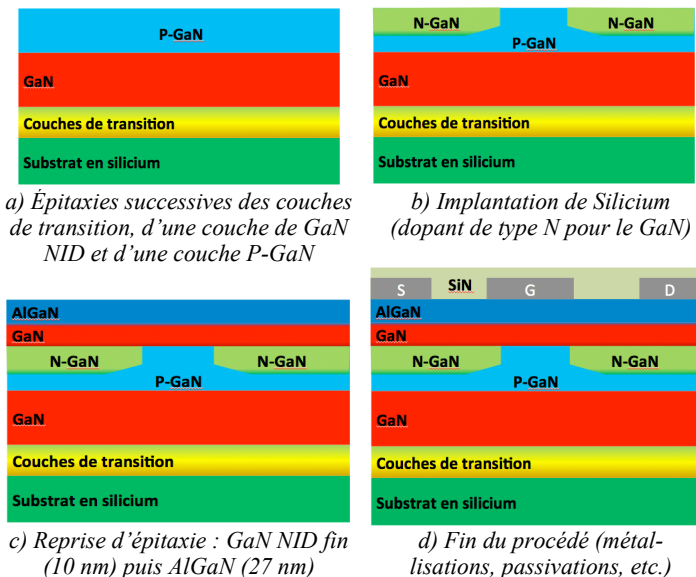 P-GaN
GaN
Couches de transition
Substrat en silicium
a) Épitaxies successives des couches
de transition, d'une couche de GaN
NID et d'une couche P-GaN
N-GaN N-GaN
P-GaN
GaN
Couches de transition
Substrat en silicium
b) Implantation de Silicium
(dopant de type N pour le GaN)
AlGaN
GaN
N-GaN N-GaN
P-GaN
GaN
Couches de transition
Substrat en silicium
c) Reprise d'épitaxie : GaN NID fin
(10 nm) puis AlGaN (27 nm)
S SiN G D
AlGaN
GaN
N-GaN N-GaN
P-GaN
GaN
Couches de transition
Substrat en silicium
d) Fin du procédé (métal-
lisations, passivations, etc.)